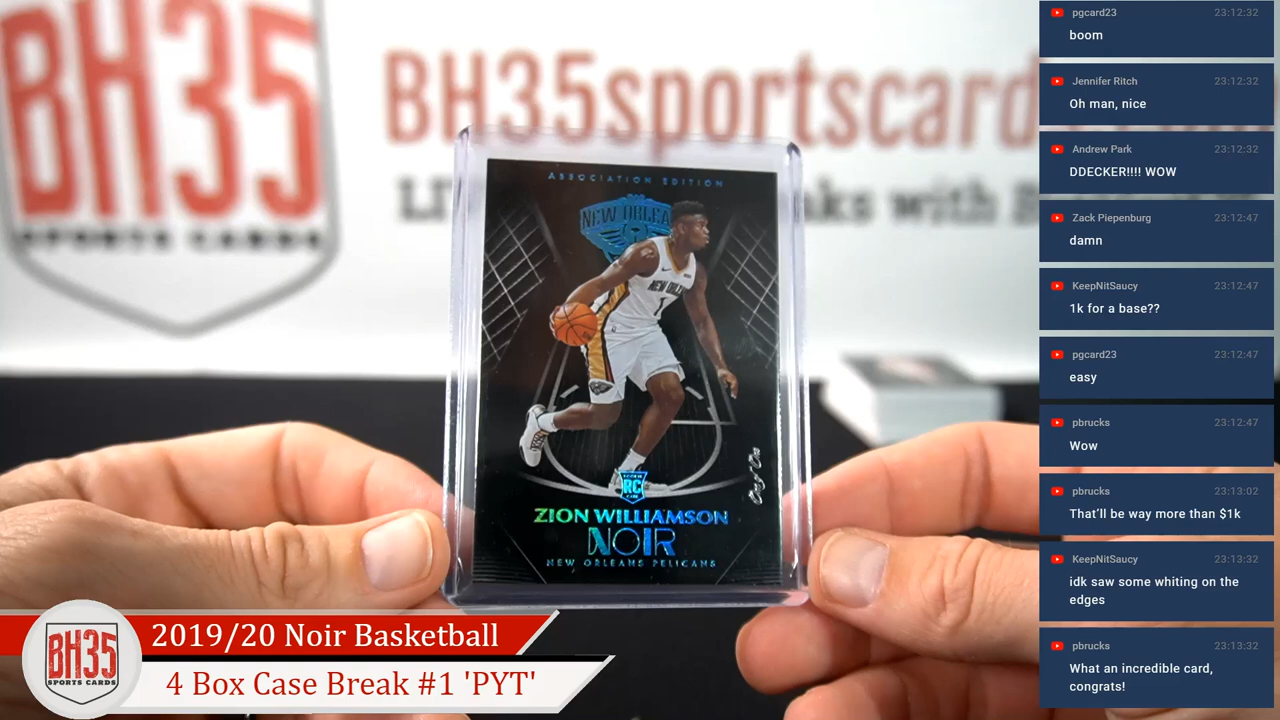 BH35
SPORTS CARDS
BH35sportscard
ASSOCIATION EDITION
NEW ORLEA
NEW ORLE
1
RC
One/One
ZION WILLIAMSON
NOIR
NEW ORLEANS PELICANS
BH35
SPORTS CARDS
2019/20 Noir Basketball
4 Box Case Break #1 'PYT'
pgcard23 23:12:32
boom
Jennifer Ritch 23:12:32
Oh man, nice
Andrew Park 23:12:32
DDECKER!!!! WOW
Zack Piepenburg 23:12:47
damn
KeepNitSaucy 23:12:47
1k for a base??
pgcard23 23:12:47
easy
pbrucks 23:12:47
Wow
pbrucks 23:13:02
That'll be way more than $1k
KeepNitSaucy 23:13:32
idk saw some whiting on the
edges
pbrucks 23:13:32
What an incredible card,
congrats!